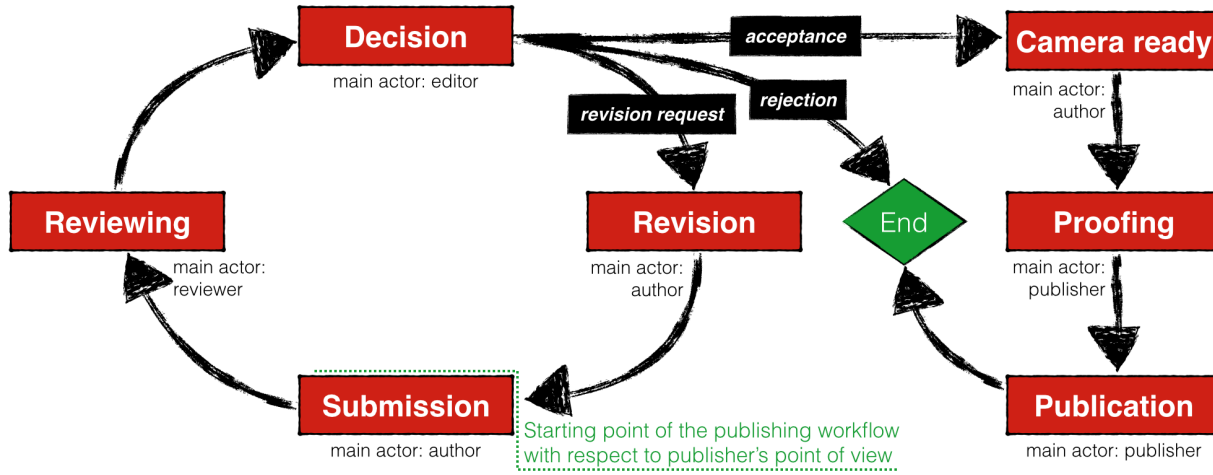 Decision
main actor: editor
acceptance
Camera ready
main actor:
author
revision request
rejection
Reviewing
main actor:
reviewer
Revision
main actor:
author
End
Proofing
main actor:
publisher
Submission
main actor: author
Starting point of the publishing workflow
with respect to publisher's point of view
Publication
main actor: publisher